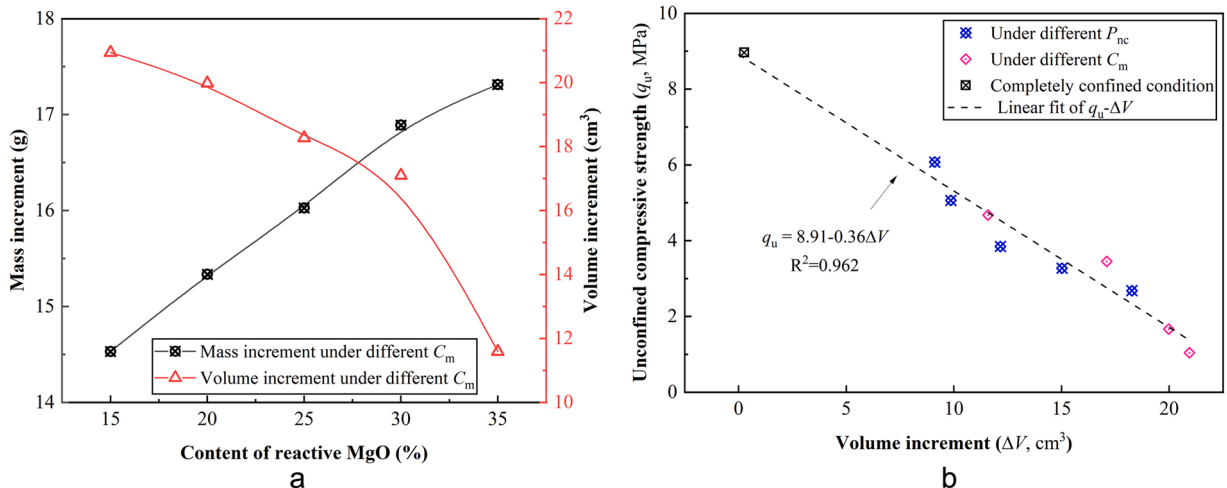 18
17
16
15
14
Mass increment (g)
22
20
18
16
14
12
10
Volume increment (cm³)
Mass increment under different Cm
Volume increment under different Cm
15 20 25 30 35
Content of reactive MgO (%)
a
10
8
6
4
2
0
Unconfined compressive strength (qu, MPa)
Under different Pnc
Under different Cm
Completely confined condition
Linear fit of qu-ΔV
qu = 8.91-0.36ΔV
R²=0.962
0 5 10 15 20
Volume increment (ΔV, cm³)
b